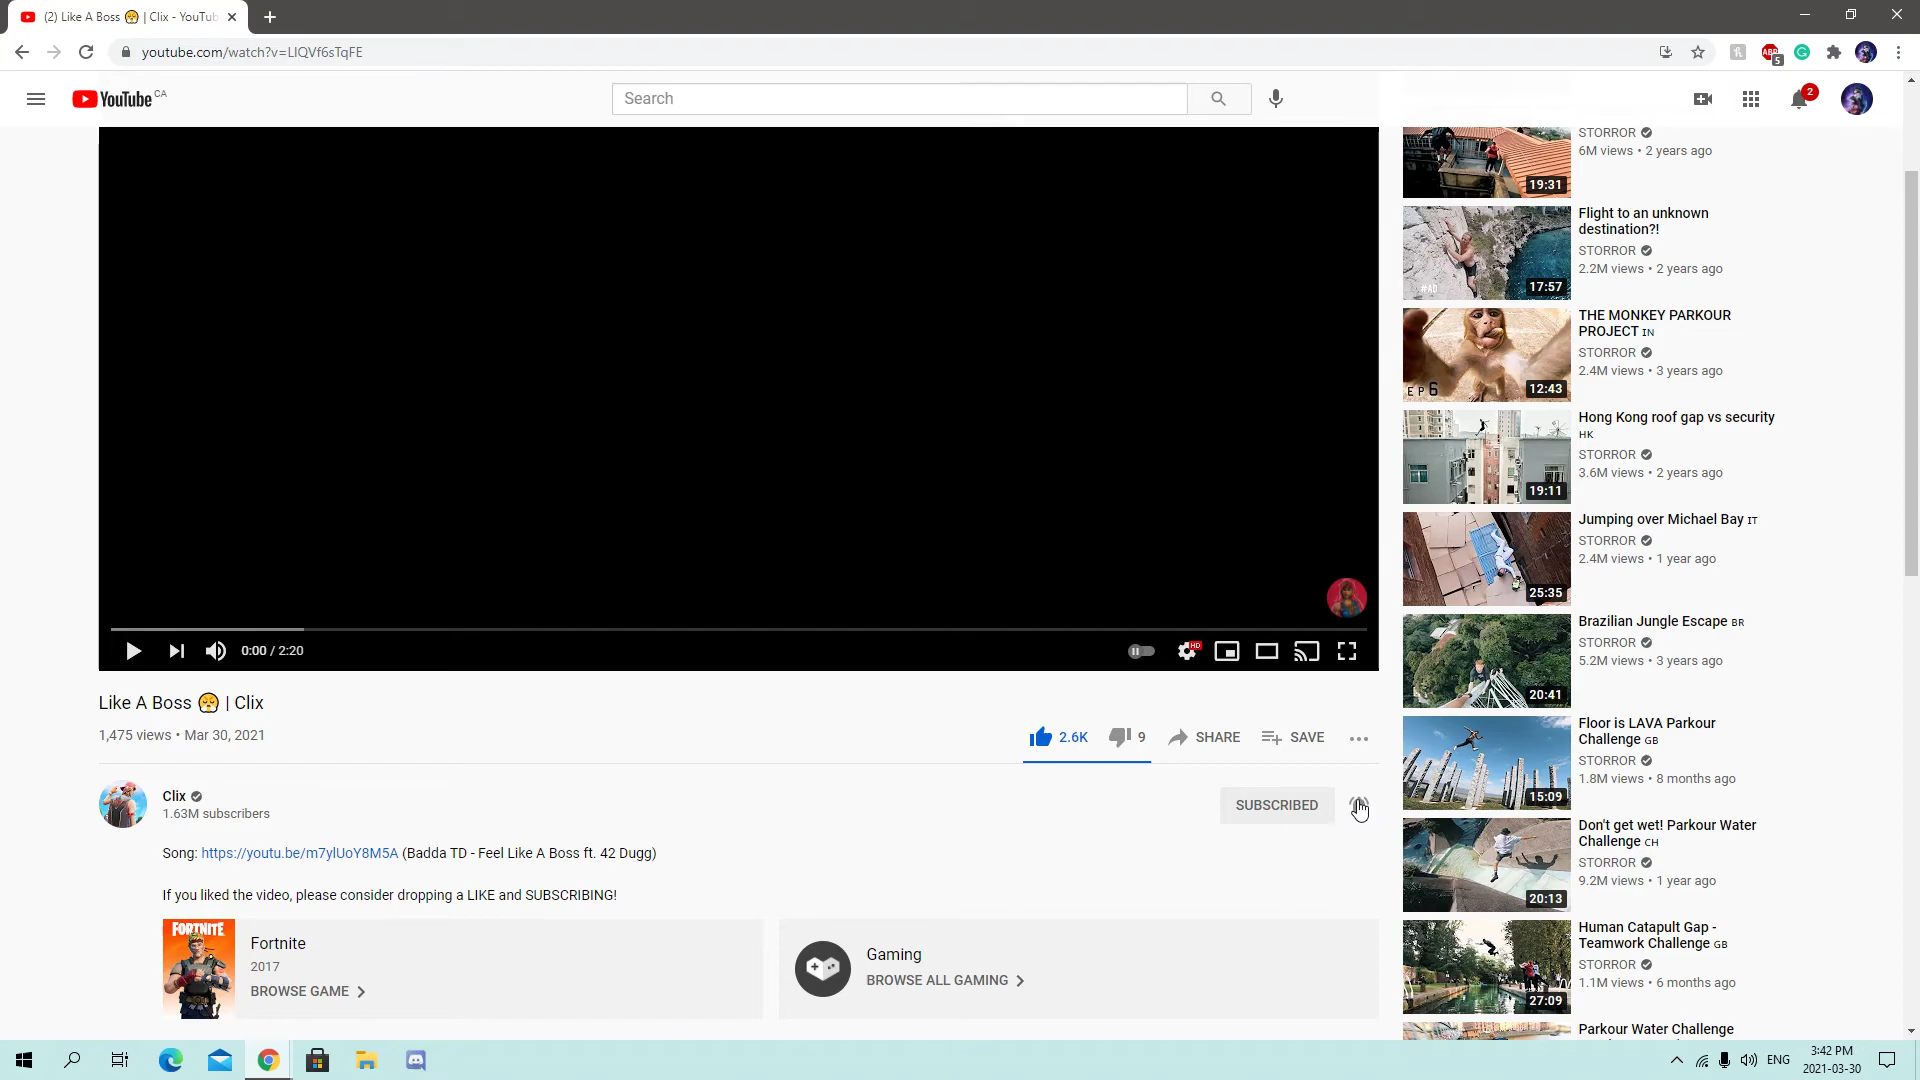 (2) Like A Boss 😤 | Clix - YouTub
youtube.com/watch?v=LIQVf6sTqFE
ABP
5
YouTube CA
Search
2
0:00 / 2:20
HD
Like A Boss 😤 | Clix
1,475 views • Mar 30, 2021
2.6K
9
SHARE
SAVE
Clix
1.63M subscribers
SUBSCRIBED
Song: https://youtu.be/m7ylUoY8M5A (Badda TD - Feel Like A Boss ft. 42 Dugg)
If you liked the video, please consider dropping a LIKE and SUBSCRIBING!
FORTNITE
Fortnite
2017
BROWSE GAME
Gaming
BROWSE ALL GAMING
STORROR
6M views • 2 years ago
19:31
Flight to an unknown
destination?!
STORROR
2.2M views • 2 years ago
#AD
17:57
THE MONKEY PARKOUR
PROJECT IN
STORROR
2.4M views • 3 years ago
EP 6
12:43
Hong Kong roof gap vs security
HK
STORROR
3.6M views • 2 years ago
19:11
Jumping over Michael Bay IT
STORROR
2.4M views • 1 year ago
25:35
Brazilian Jungle Escape BR
STORROR
5.2M views • 3 years ago
20:41
Floor is LAVA Parkour
Challenge GB
STORROR
1.8M views • 8 months ago
15:09
Don't get wet! Parkour Water
Challenge CH
STORROR
9.2M views • 1 year ago
20:13
Human Catapult Gap -
Teamwork Challenge GB
STORROR
1.1M views • 6 months ago
27:09
Parkour Water Challenge
ENG
3:42 PM
2021-03-30